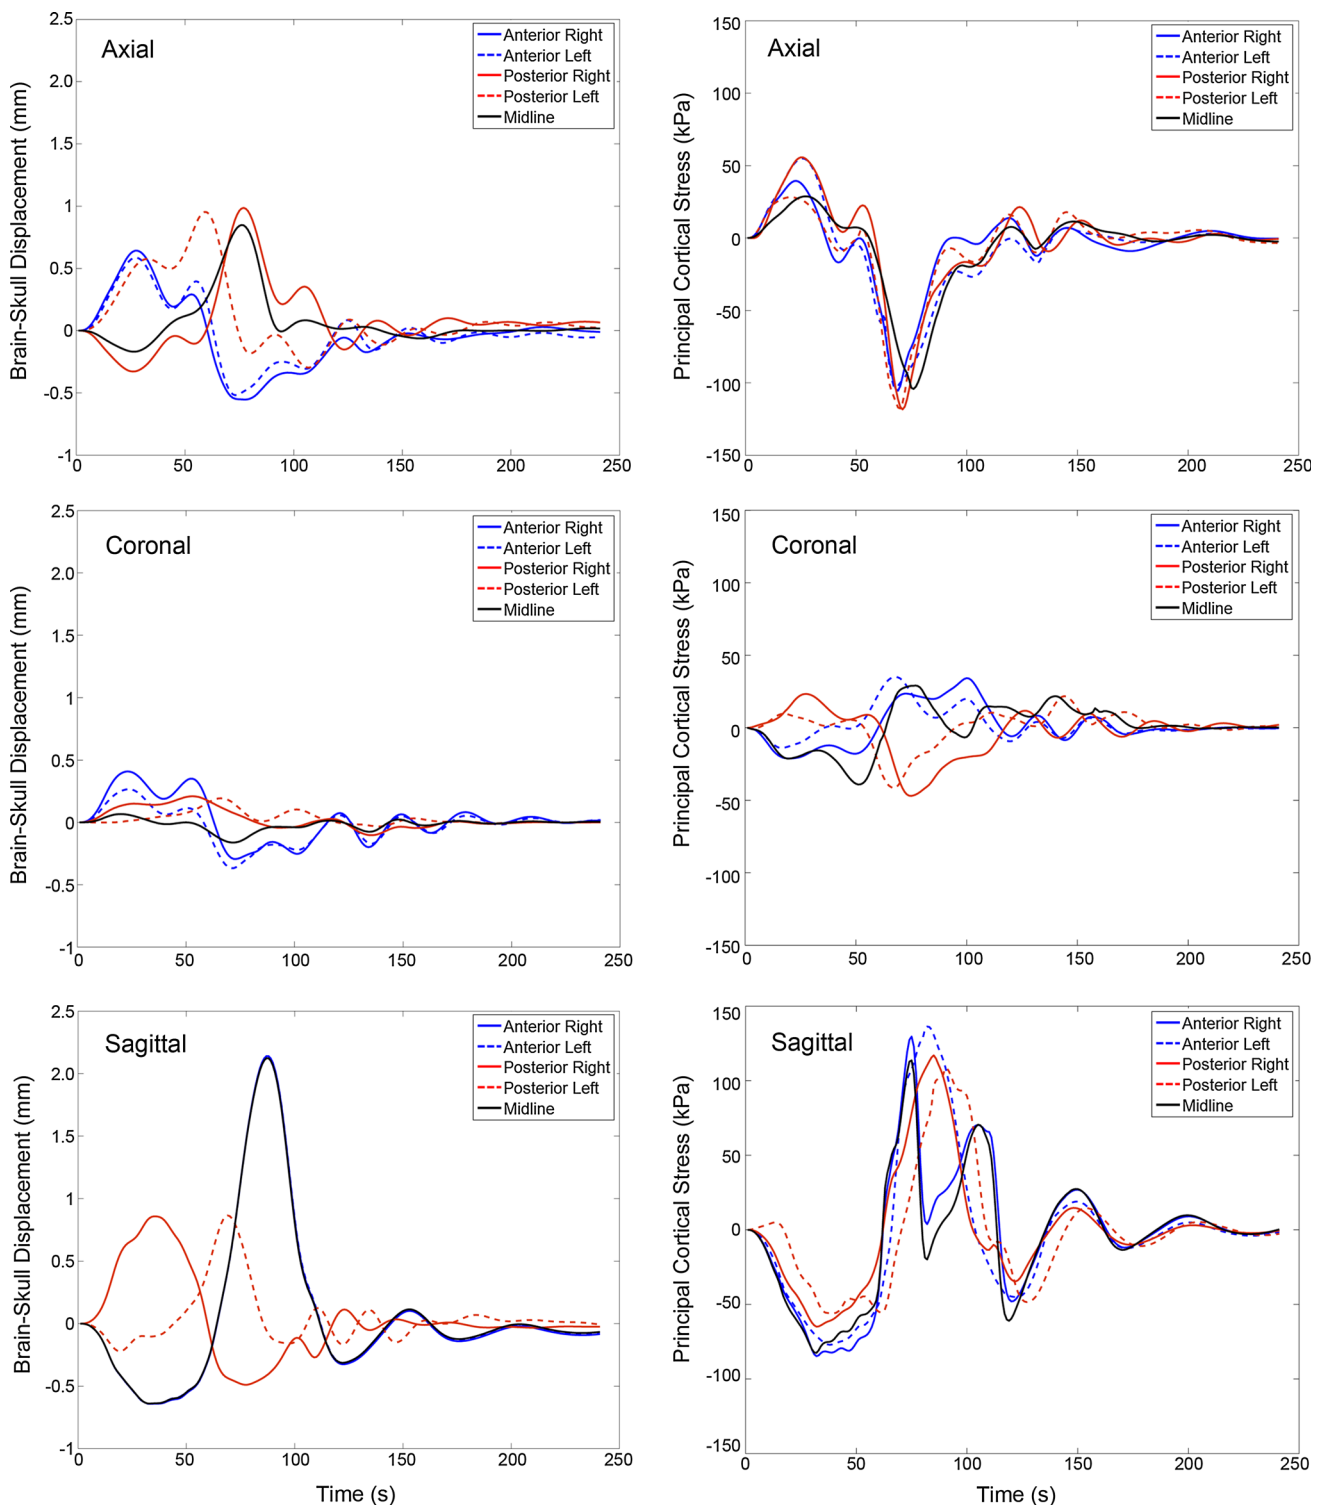 Brain-Skull Displacement (mm)
2.5
2.0
1.5
1
0.5
0
-0.5
-1
Axial
Anterior Right
Anterior Left
Posterior Right
Posterior Left
Midline
0 50 100 150 200 250
Principal Cortical Stress (kPa)
150
100
50
0
-50
-100
-150
Axial
Anterior Right
Anterior Left
Posterior Right
Posterior Left
Midline
0 50 100 150 200 250
Brain-Skull Displacement (mm)
2.5
2.0
1.5
1
0.5
0
-0.5
-1
Coronal
Anterior Right
Anterior Left
Posterior Right
Posterior Left
Midline
0 50 100 150 200 250
Principal Cortical Stress (kPa)
150
100
50
0
-50
-100
-150
Coronal
Anterior Right
Anterior Left
Posterior Right
Posterior Left
Midline
0 50 100 150 200 250
Brain-Skull Displacement (mm)
2.5
2.0
1.5
1
0.5
0
-0.5
-1
Sagittal
Anterior Right
Anterior Left
Posterior Right
Posterior Left
Midline
0 50 100 150 200 250
Time (s)
Principal Cortical Stress (kPa)
150
100
50
0
-50
-100
-150
Sagittal
Anterior Right
Anterior Left
Posterior Right
Posterior Left
Midline
0 50 100 150 200 250
Time (s)